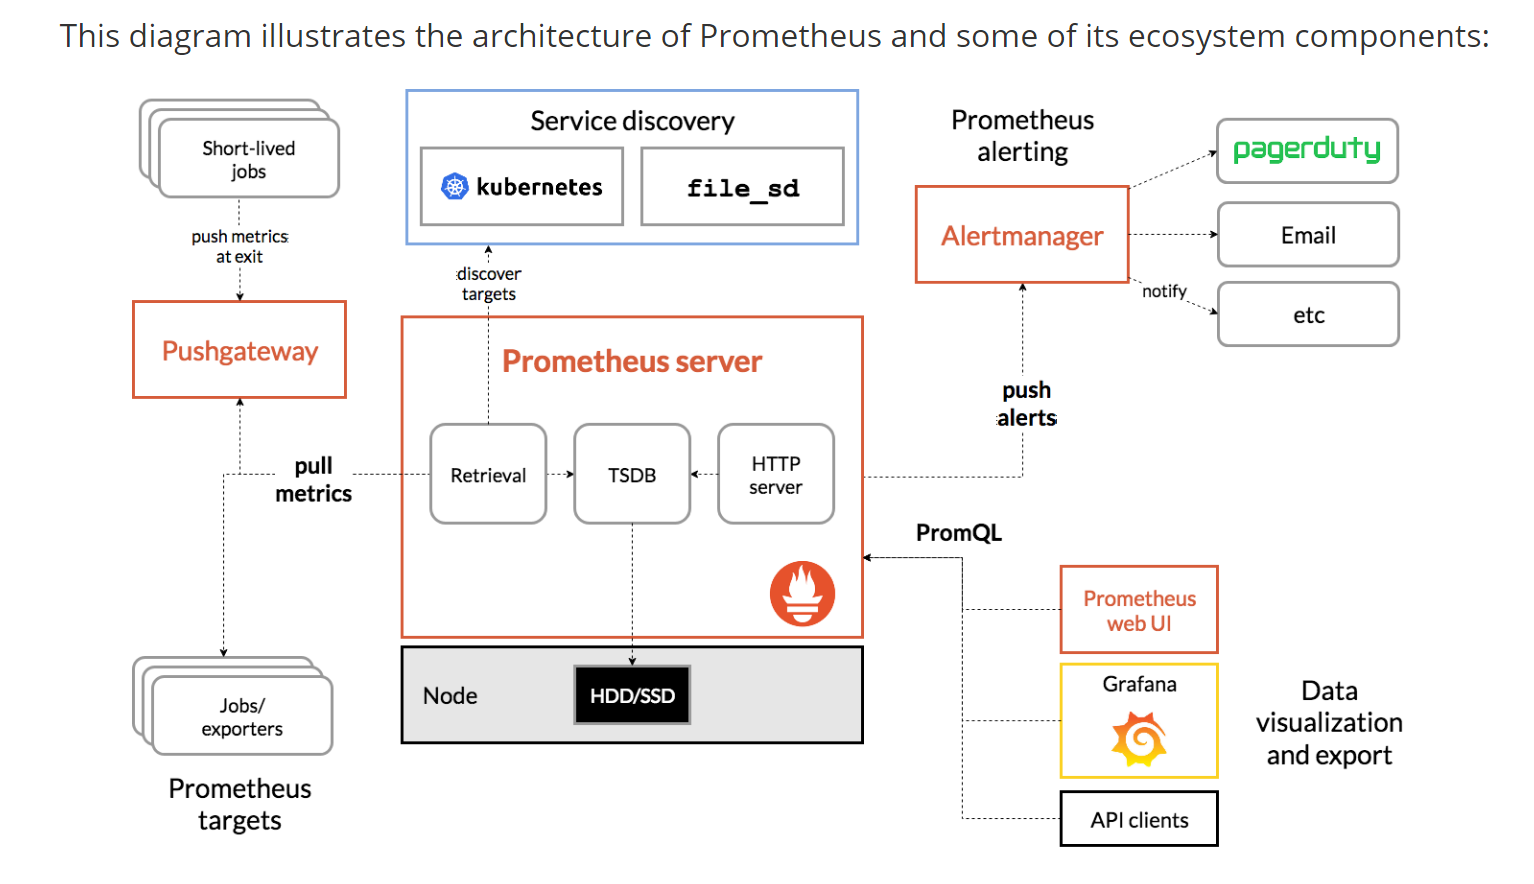 This diagram illustrates the architecture of Prometheus and some of its ecosystem components:
Short-lived
jobs
push metrics
at exit
Pushgateway
pull
metrics
Jobs/
exporters
Prometheus
targets
Service discovery
kubernetes
file_sd
discover
targets
Prometheus server
Retrieval
TSDB
HTTP
server
Node
HDD/SSD
Prometheus
alerting
Alertmanager
pagerduty
Email
etc
notify
push
alerts
PromQL
Prometheus
web UI
Grafana
API clients
Data
visualization
and export